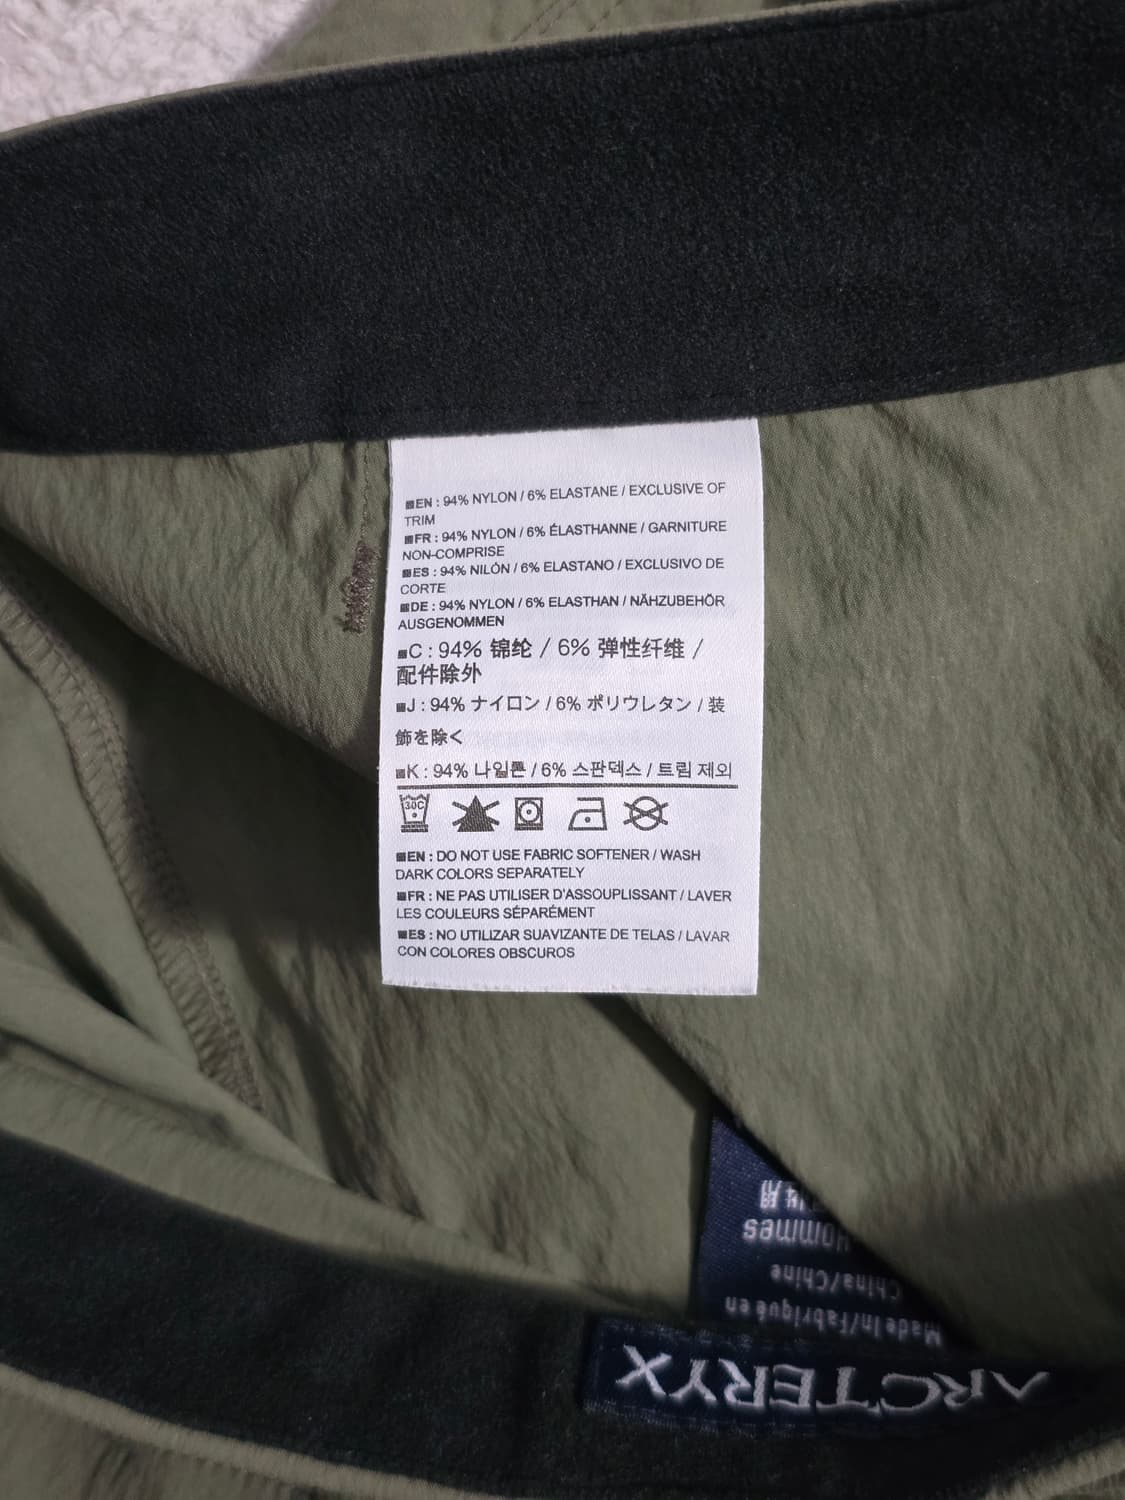 EN : 94% NYLON / 6% ELASTANE / EXCLUSIVE OF
TRIM
FR : 94% NYLON / 6% ÉLASTHANNE / GARNITURE
NON-COMPRISE
ES : 94% NILÓN / 6% ELASTANO / EXCLUSIVO DE
CORTE
DE : 94% NYLON / 6% ELASTHAN / NÄHZUBEHÖR
AUSGENOMMEN
C : 94% 锦纶 / 6% 弹性纤维 /
配件除外
J : 94% ナイロン / 6% ポリウレタン / 装
飾を除く
K : 94% 나일론 / 6% 스판덱스 / 트림 제외
30C
EN : DO NOT USE FABRIC SOFTENER / WASH
DARK COLORS SEPARATELY
FR : NE PAS UTILISER D'ASSOUPLISSANT / LAVER
LES COULEURS SÉPARÉMENT
ES : NO UTILIZAR SUAVIZANTE DE TELAS / LAVAR
CON COLORES OBSCUROS
ARC'TERYX
Made in/Fabriqué en
China/Chine
Hommes